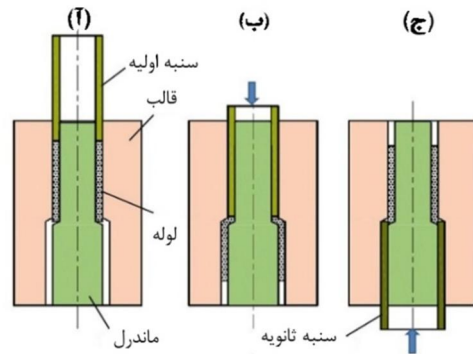 (آ)
(ب)
(ج)
سنبه اولیه
قالب
لوله
ماندرل
سنبه ثانویه